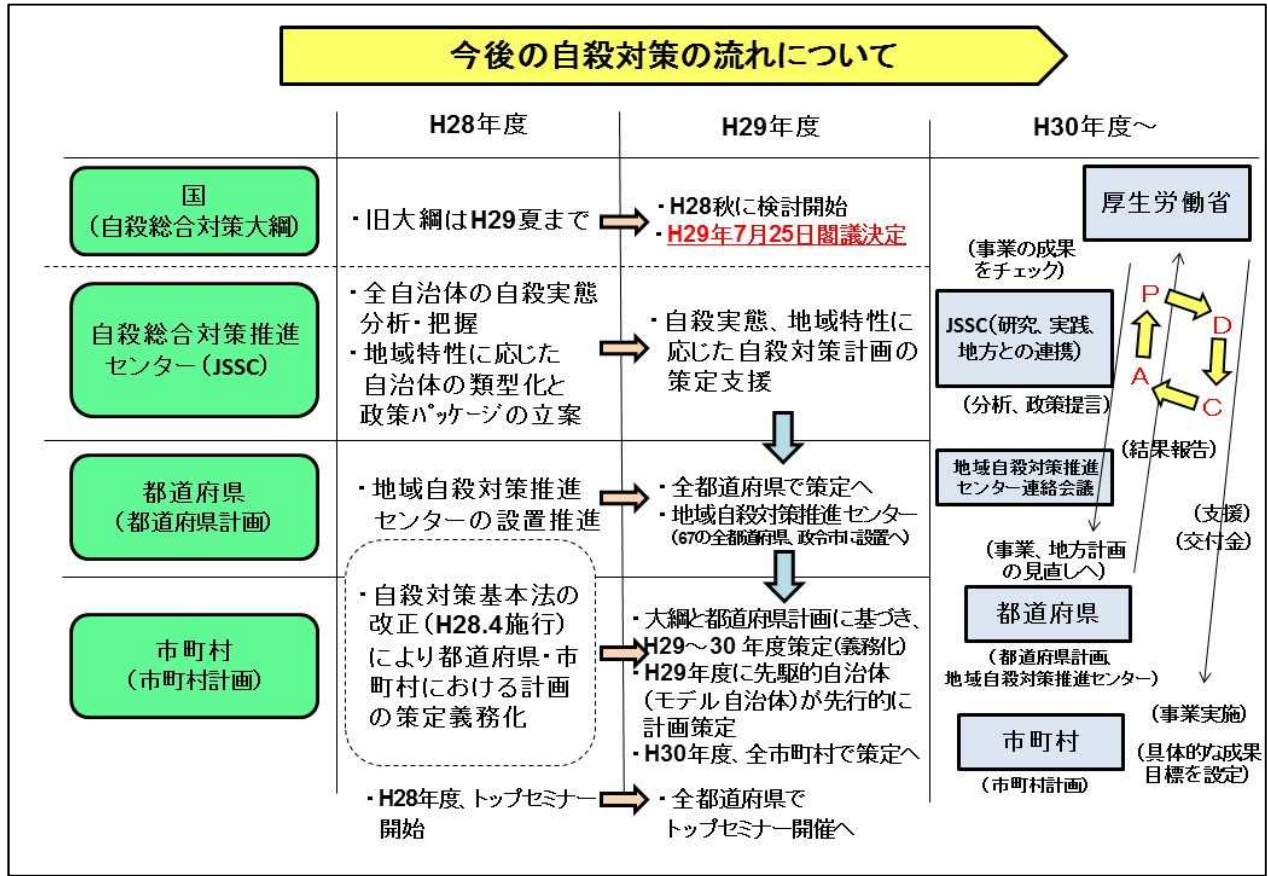 今後の自殺対策の流れについて
H28年度
H29年度
H30年度～
国
(自殺総合対策大綱)
・旧大綱はH29夏まで
・H28秋に検討開始
・H29年7月25日閣議決定
自殺総合対策推進
センター(JSSC)
・全自治体の自殺実態
分析・把握
・地域特性に応じた
自治体の類型化と
政策パッケージの立案
・自殺実態、地域特性に
応じた自殺対策計画の
策定支援
都道府県
(都道府県計画)
・地域自殺対策推進
センターの設置推進
・全都道府県で策定へ
・地域自殺対策推進センター
(67の全都道府県、政令市に設置へ)
市町村
(市町村計画)
・自殺対策基本法の
改正(H28.4施行)
により都道府県・市
町村における計画
の策定義務化
・大綱と都道府県計画に基づき、
H29～30年度策定(義務化)
・H29年度に先駆的自治体
(モデル自治体)が先行的に
計画策定
・H30年度、全市町村で策定へ
・H28年度、トップセミナー
開始
・全都道府県で
トップセミナー開催へ
厚生労働省
(事業の成果
をチェック)
JSSC(研究、実践、
地方との連携)
(分析、政策提言)
P
D
C
A
(結果報告)
地域自殺対策推進
センター連絡会議
(支援)
(交付金)
(事業、地方計画
の見直しへ)
都道府県
(都道府県計画、
地域自殺対策推進センター)
市町村
(市町村計画)
(事業実施)
(具体的な成果
目標を設定)